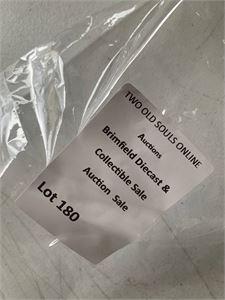 TWO OLD SOULS ONLINE
Auctions
Brimfield Diecast &
Collectible Sale
Auction Sale
Lot 180